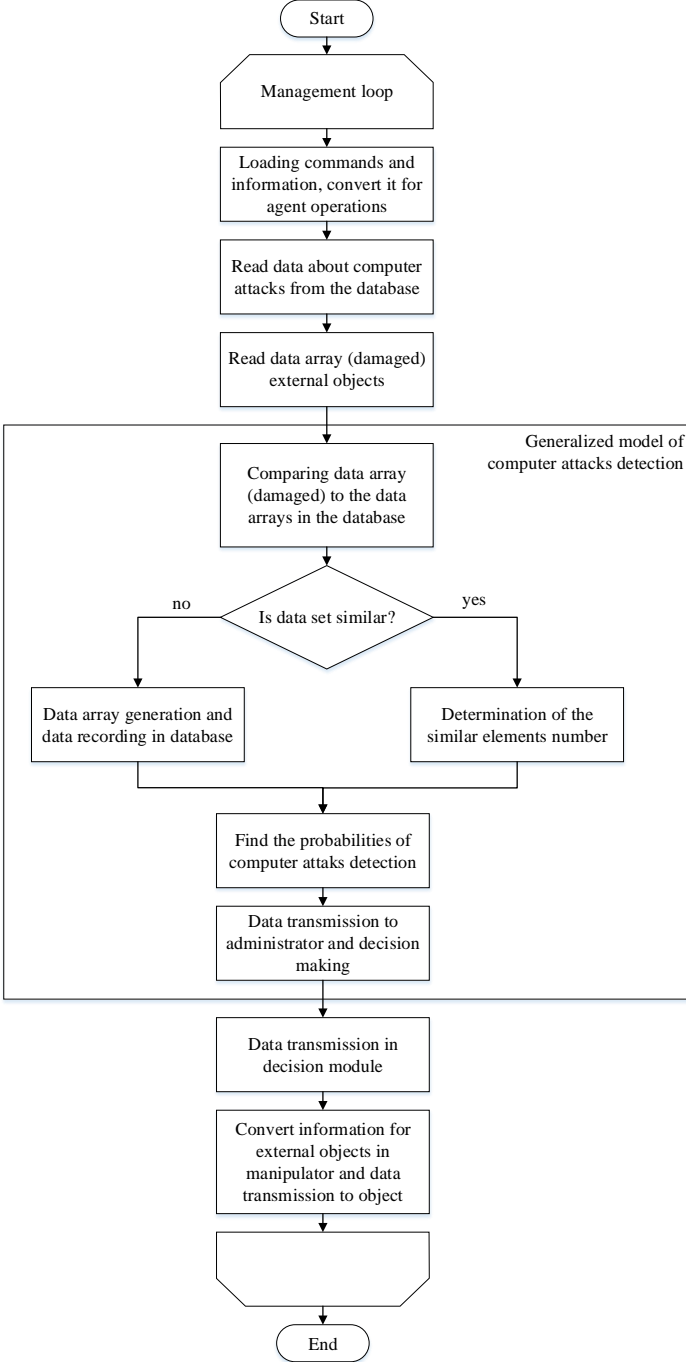 Start
Management loop
Loading commands and
information, convert it for
agent operations
Read data about computer
attacks from the database
Read data array (damaged)
external objects
Generalized model of
computer attacks detection
Comparing data array
(damaged) to the data
arrays in the database
Is data set similar?
no
yes
Data array generation and
data recording in database
Determination of the
similar elements number
Find the probabilities of
computer attaks detection
Data transmission to
administrator and decision
making
Data transmission in
decision module
Convert information for
external objects in
manipulator and data
transmission to object
End